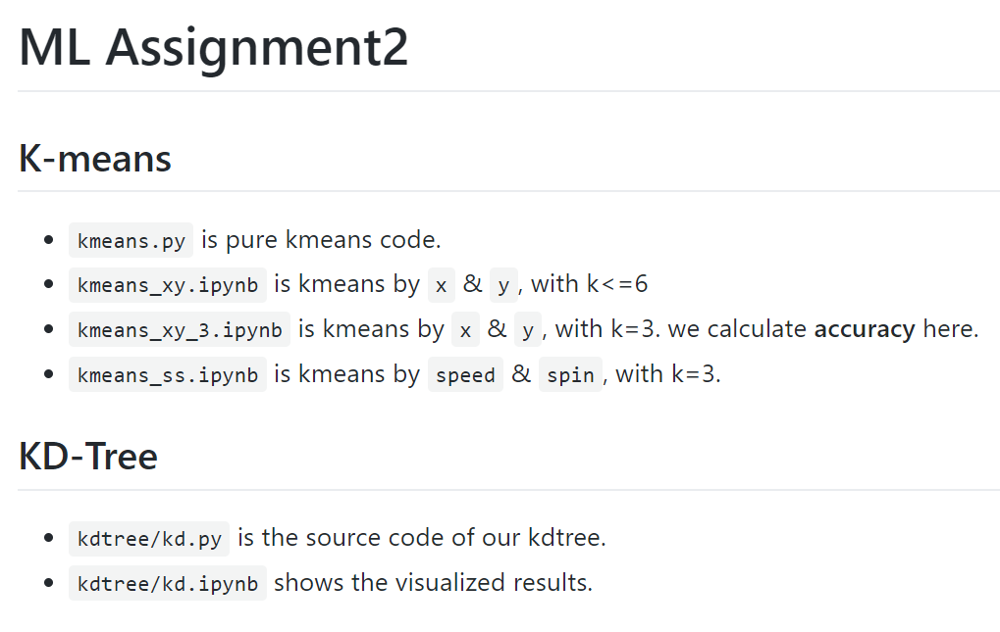 ML Assignment2
K-means
• kmeans.py is pure kmeans code.
• kmeans_xy.ipynb is kmeans by x & y, with k<=6
• kmeans_xy_3.ipynb is kmeans by x & y, with k=3. we calculate accuracy here.
• kmeans_ss.ipynb is kmeans by speed & spin, with k=3.
KD-Tree
• kdtree/kd.py is the source code of our kdtree.
• kdtree/kd.ipynb shows the visualized results.